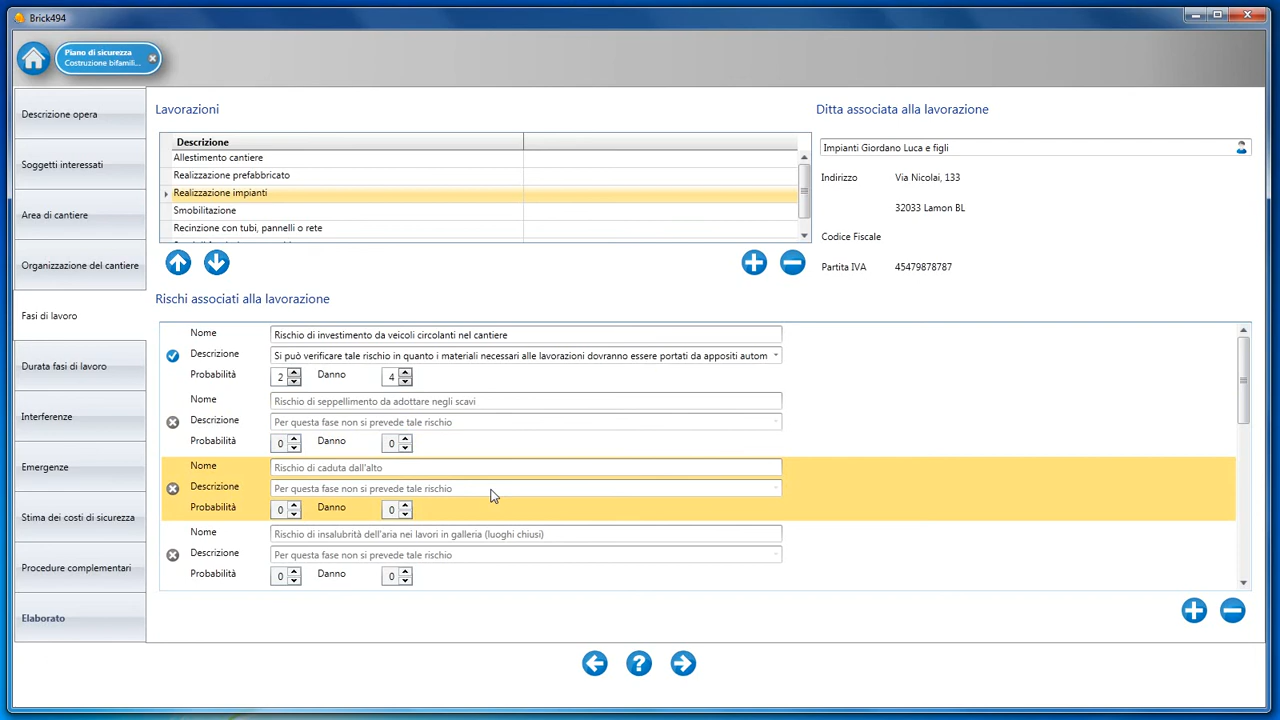 Brick494
Piano di sicurezza
Costruzione bifamili...
Descrizione opera
Soggetti interessati
Area di cantiere
Organizzazione del cantiere
Fasi di lavoro
Durata fasi di lavoro
Interferenze
Emergenze
Stima dei costi di sicurezza
Procedure complementari
Elaborato
Lavorazioni
Descrizione
Allestimento cantiere
Realizzazione prefabbricato
Realizzazione impianti
Smobilitazione
Recinzione con tubi, pannelli o rete
Ditta associata alla lavorazione
Impianti Giordano Luca e figli
Indirizzo Via Nicolai, 133
32033 Lamon BL
Codice Fiscale
Partita IVA 45479878787
Rischi associati alla lavorazione
Nome Rischio di investimento da veicoli circolanti nel cantiere
Descrizione Si può verificare tale rischio in quanto i materiali necessari alle lavorazioni dovranno essere portati da appositi autom
Probabilità 2 Danno 4
Nome Rischio di seppellimento da adottare negli scavi
Descrizione Per questa fase non si prevede tale rischio
Probabilità 0 Danno 0
Nome Rischio di caduta dall'alto
Descrizione Per questa fase non si prevede tale rischio
Probabilità 0 Danno 0
Nome Rischio di insalubrità dell'aria nei lavori in galleria (luoghi chiusi)
Descrizione Per questa fase non si prevede tale rischio
Probabilità 0 Danno 0